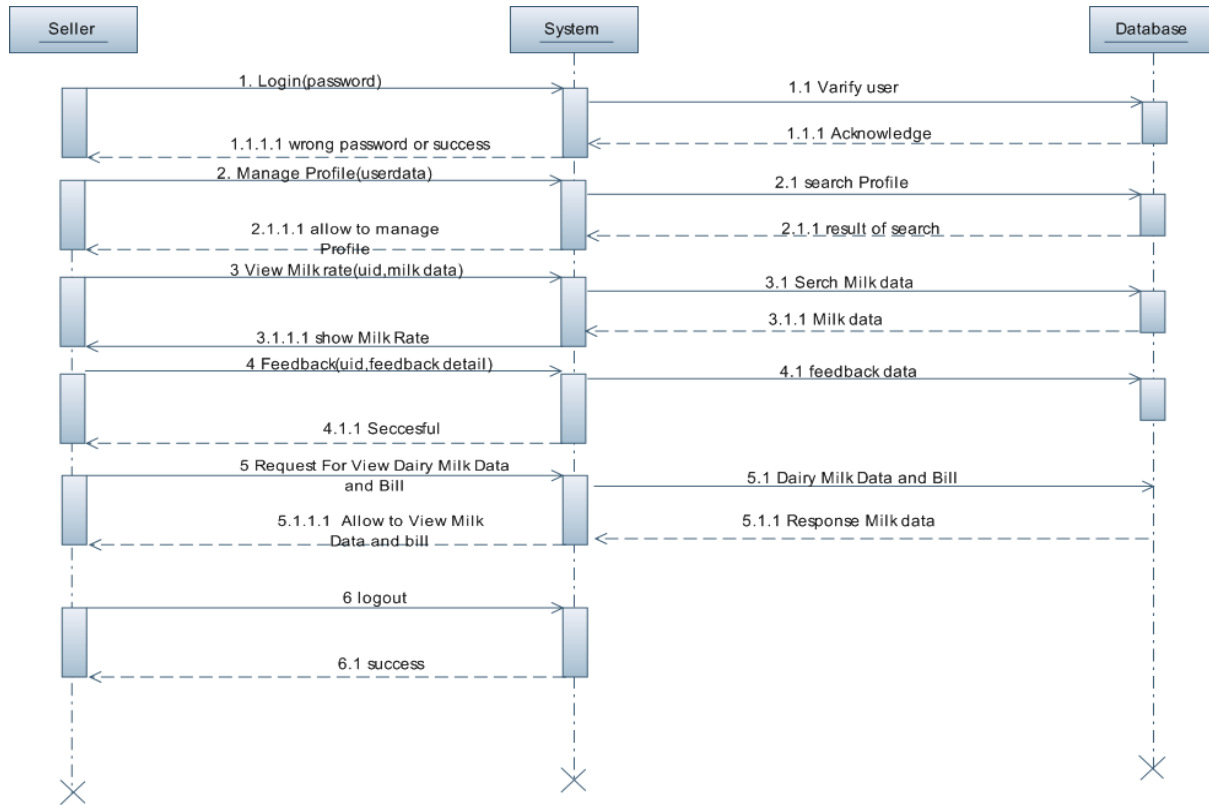 Seller
System
Database
1. Login(password)
1.1 Varify user
1.1.1 Acknowledge
1.1.1.1 wrong password or success
2. Manage Profile(userdata)
2.1 search Profile
2.1.1 result of search
2.1.1.1 allow to manage
Profile
3 View Milk rate(uid,milk data)
3.1 Serch Milk data
3.1.1 Milk data
3.1.1.1 show Milk Rate
4 Feedback(uid,feedback detail)
4.1 feedback data
4.1.1 Seccesful
5 Request For View Dairy Milk Data
and Bill
5.1 Dairy Milk Data and Bill
5.1.1 Response Milk data
5.1.1.1 Allow to View Milk
Data and bill
6 logout
6.1 success